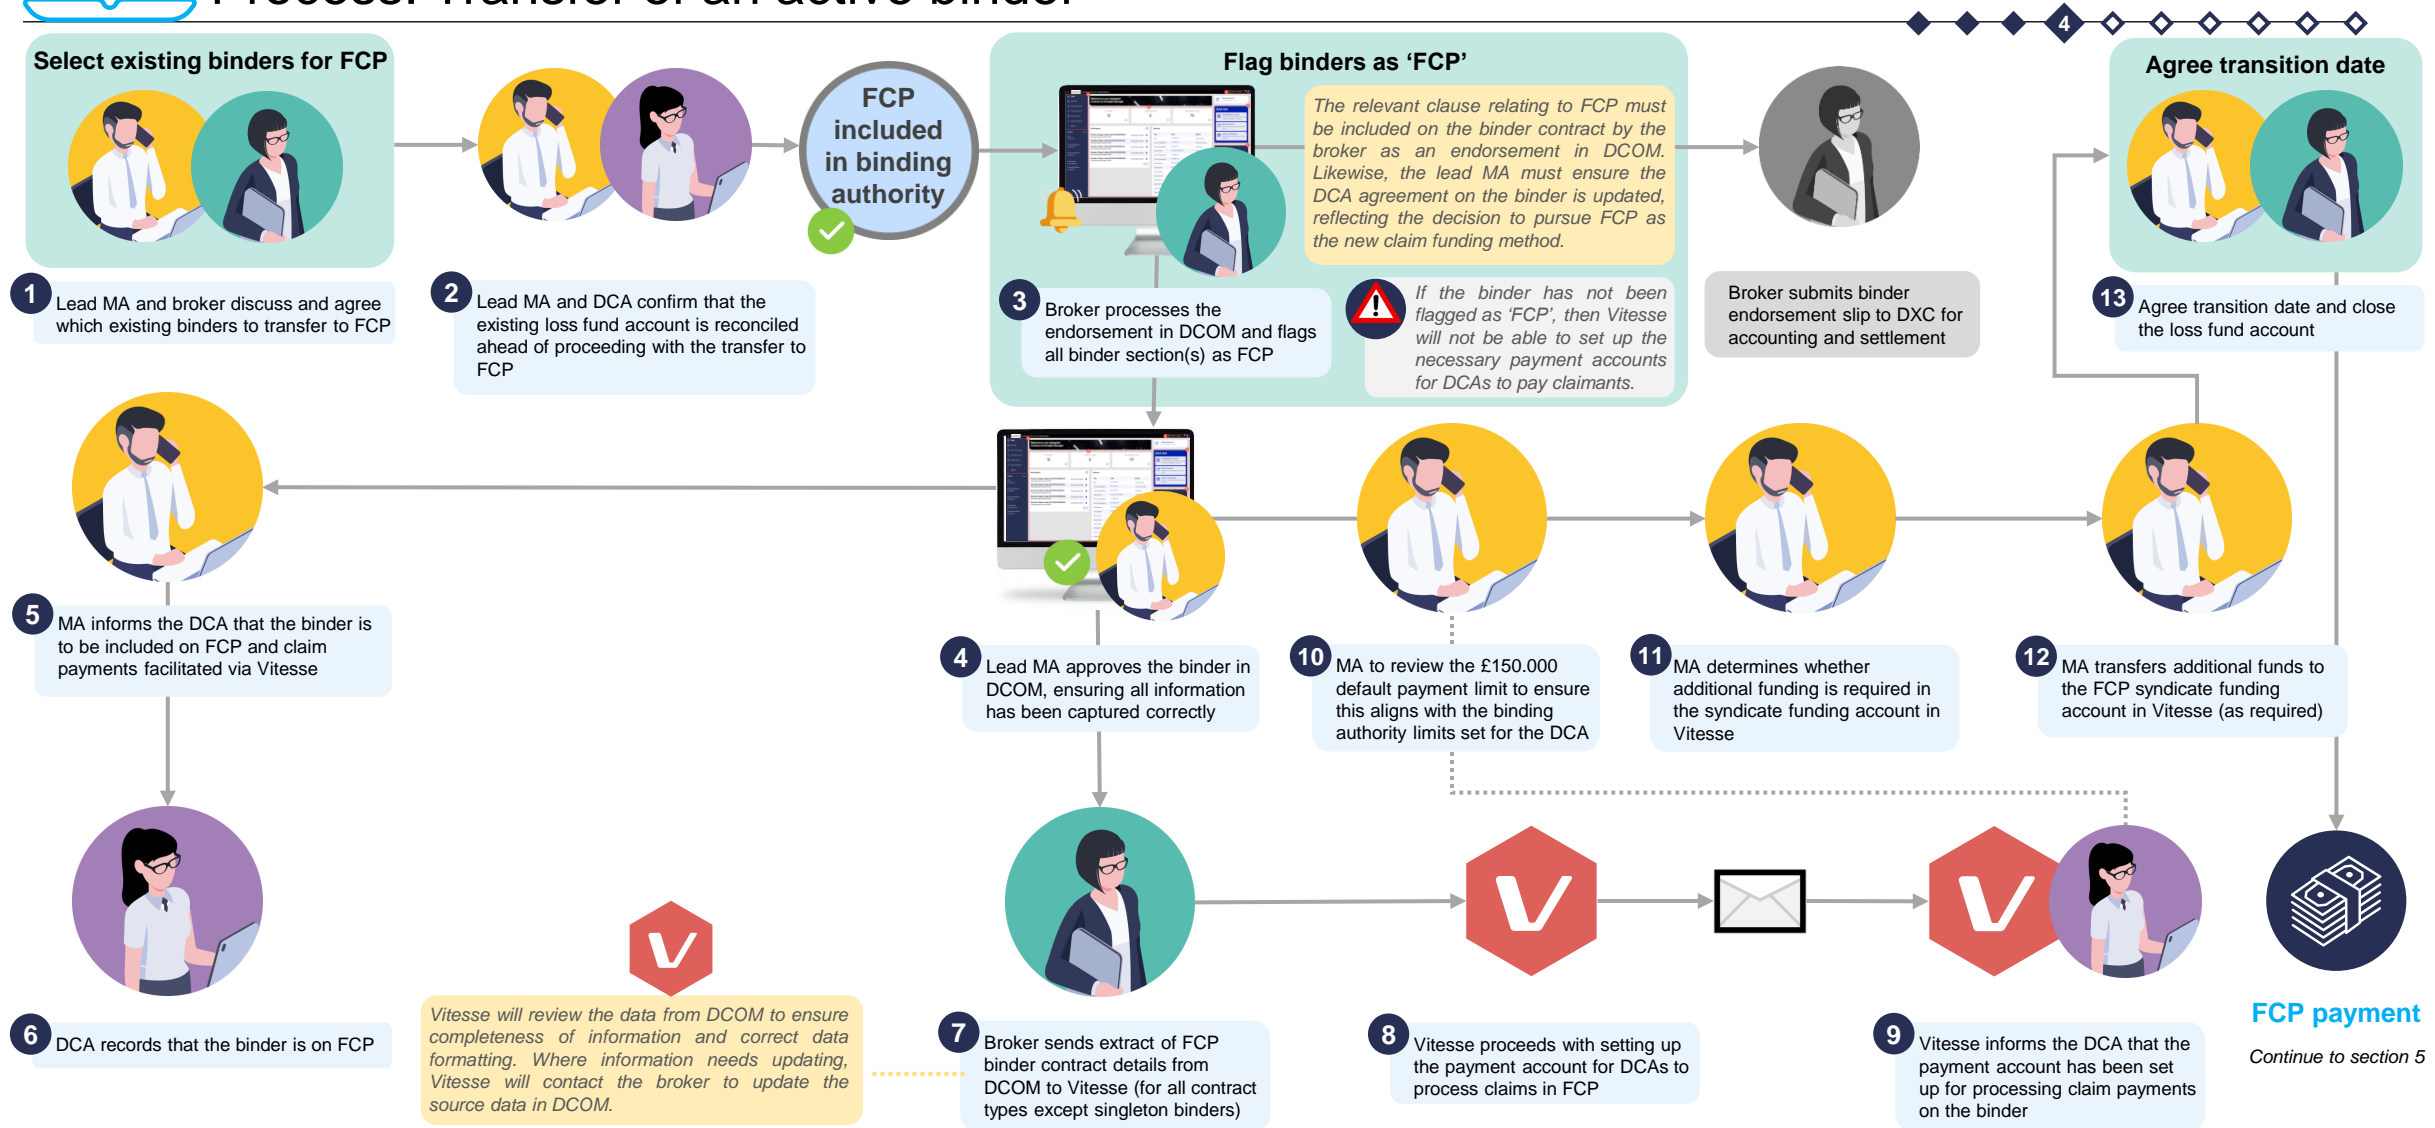 Process: Transfer of an active binder
4
Select existing binders for FCP
1
Lead MA and broker discuss and agree
which existing binders to transfer to FCP
2
Lead MA and DCA confirm that the
existing loss fund account is reconciled
ahead of proceeding with the transfer to
FCP
FCP
included
in binding
authority
Flag binders as ‘FCP’
The relevant clause relating to FCP must
be included on the binder contract by the
broker as an endorsement in DCOM.
Likewise, the lead MA must ensure the
DCA agreement on the binder is updated,
reflecting the decision to pursue FCP as
the new claim funding method.
3
Broker processes the
endorsement in DCOM and flags
all binder section(s) as FCP
If the binder has not been
flagged as ‘FCP’, then Vitesse
will not be able to set up the
necessary payment accounts
for DCAs to pay claimants.
Broker submits binder
endorsement slip to DXC for
accounting and settlement
Agree transition date
13
Agree transition date and close
the loss fund account
5
MA informs the DCA that the binder is
to be included on FCP and claim
payments facilitated via Vitesse
4
Lead MA approves the binder in
DCOM, ensuring all information
has been captured correctly
10
MA to review the £150.000
default payment limit to ensure
this aligns with the binding
authority limits set for the DCA
11
MA determines whether
additional funding is required in
the syndicate funding account in
Vitesse
12
MA transfers additional funds to
the FCP syndicate funding
account in Vitesse (as required)
6
DCA records that the binder is on FCP
Vitesse will review the data from DCOM to ensure
completeness of information and correct data
formatting. Where information needs updating,
Vitesse will contact the broker to update the
source data in DCOM.
7
Broker sends extract of FCP
binder contract details from
DCOM to Vitesse (for all contract
types except singleton binders)
8
Vitesse proceeds with setting up
the payment account for DCAs to
process claims in FCP
9
Vitesse informs the DCA that the
payment account has been set
up for processing claim payments
on the binder
FCP payment
Continue to section 5